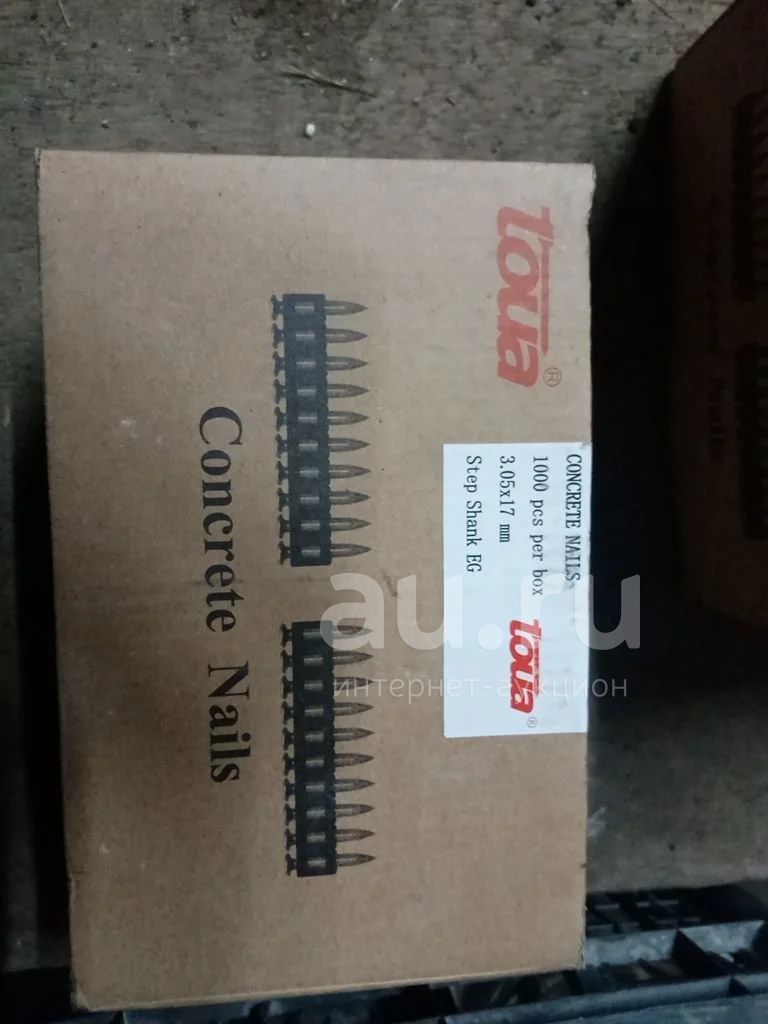 toua®
CONCRETE NAILS
1000 pcs per box
3.05x17 mm
Step Shank EG
toua®
Concrete Nails
au.ru
интернет-аукцион
Nails